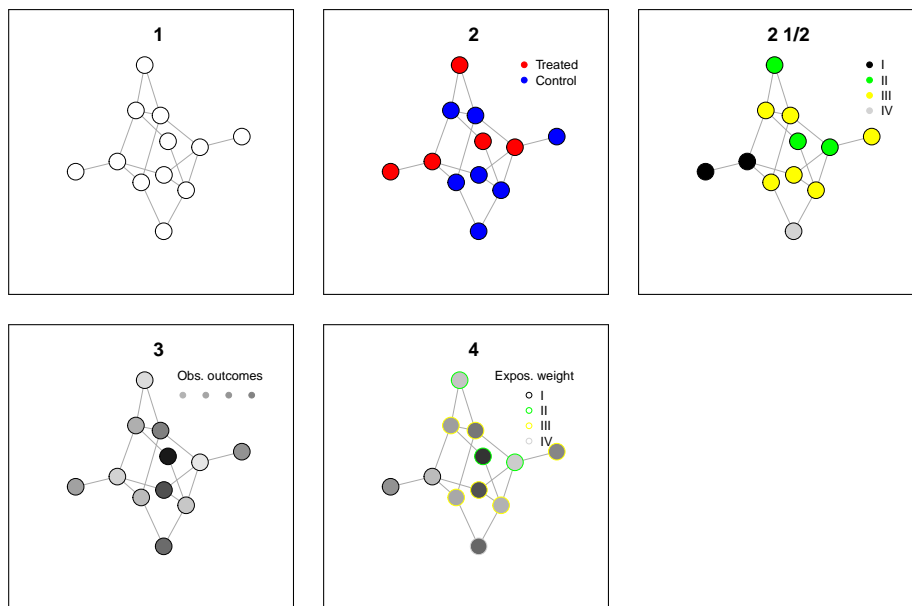 1
2
Treated
Control
2 1/2
I
II
III
IV
3
Obs. outcomes
4
Expos. weight
I
II
III
IV